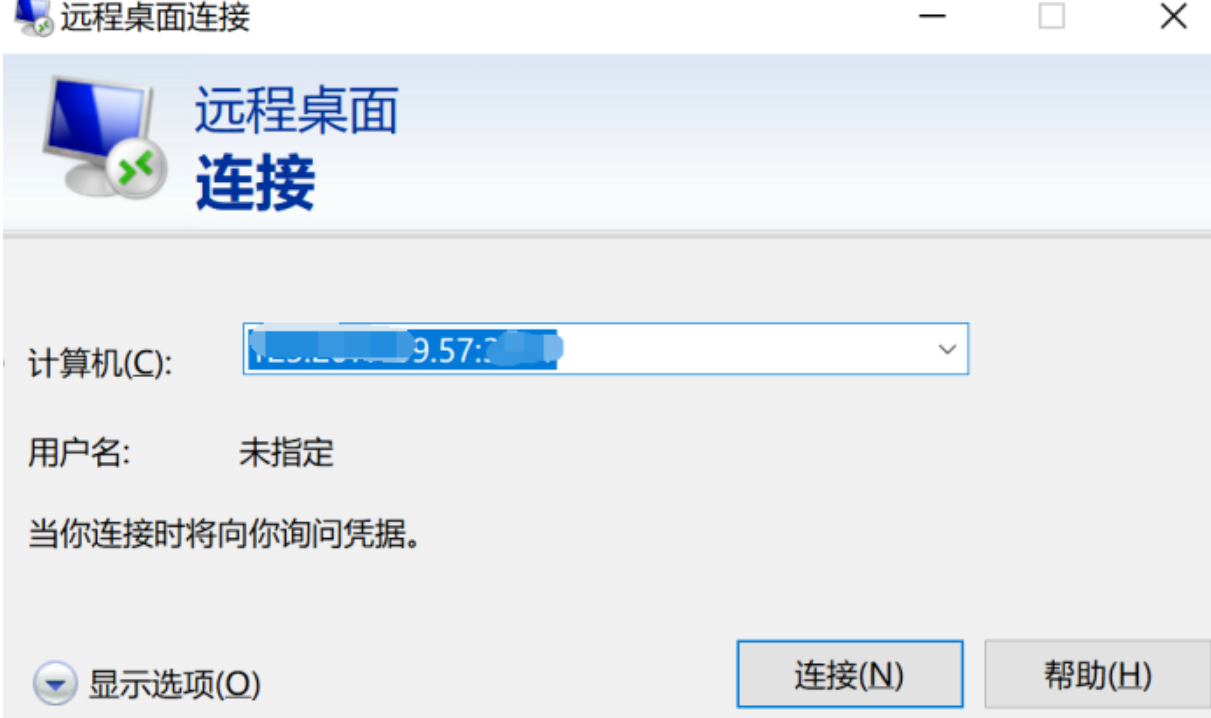 远程桌面连接
远程桌面
连接
计算机(C): 9.57:
用户名: 未指定
当你连接时将向你询问凭据。
显示选项(O) 连接(N) 帮助(H)